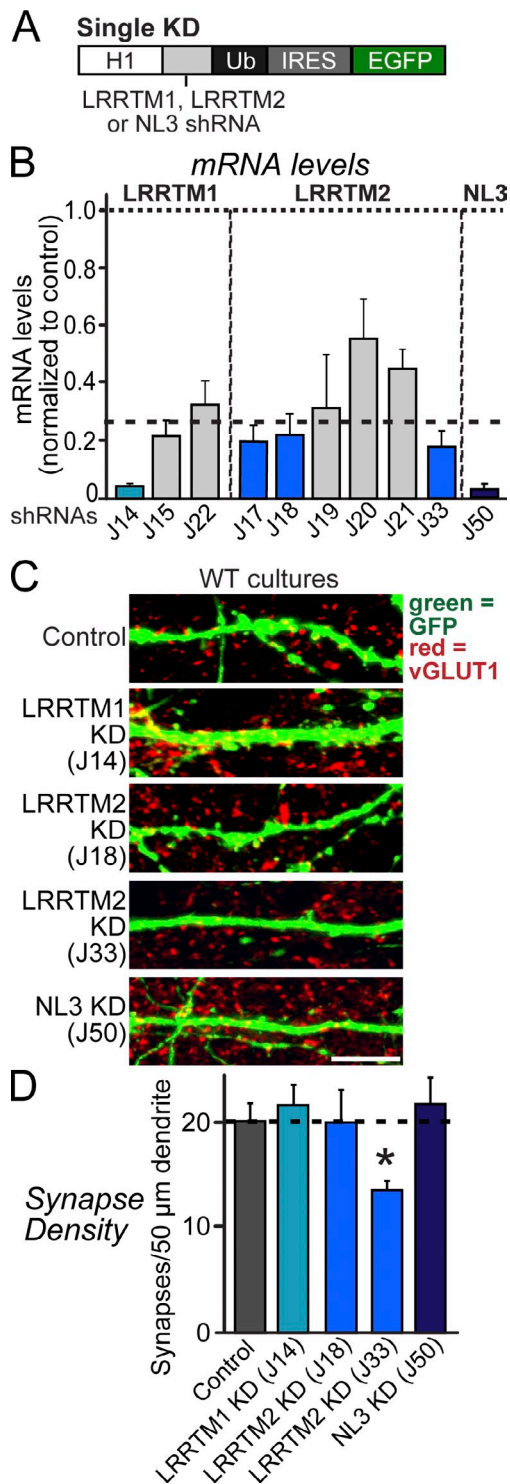 A
Single KD
H1 Ub IRES EGFP
LRRTM1, LRRTM2
or NL3 shRNA
B
mRNA levels
LRRTM1 LRRTM2 NL3
mRNA levels
(normalized to control)
1.0
0.8
0.6
0.4
0.2
0
shRNAs J14 J15 J22 J17 J18 J19 J20 J21 J33 J50
C
WT cultures
Control
green =
GFP
red =
vGLUT1
LRRTM1
KD
(J14)
LRRTM2
KD
(J18)
LRRTM2
KD
(J33)
NL3 KD
(J50)
D
Synapse
Density
Synapses/50 µm dendrite
20
10
0
*
Control
LRRTM1 KD (J14)
LRRTM2 KD (J18)
LRRTM2 KD (J33)
NL3 KD (J50)